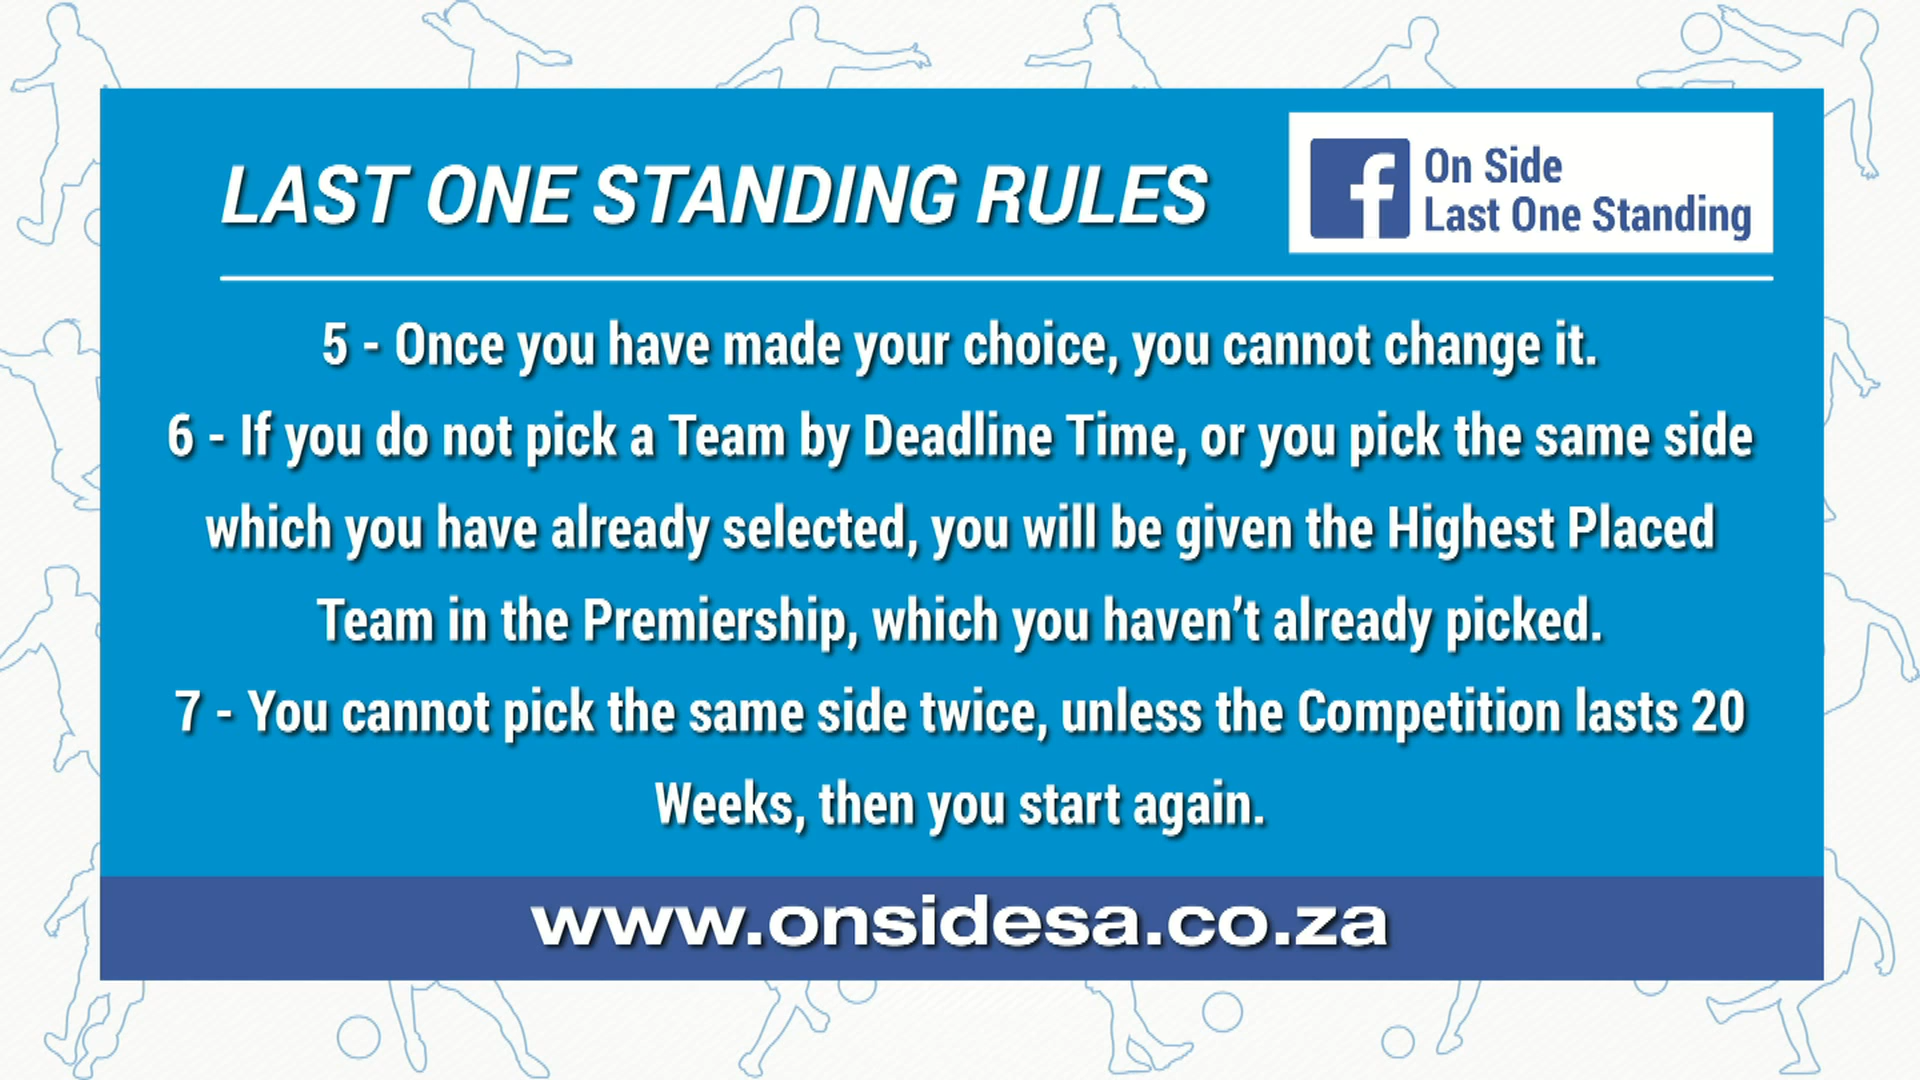 LAST ONE STANDING RULES
f On Side
Last One Standing
5 - Once you have made your choice, you cannot change it.
6 - If you do not pick a Team by Deadline Time, or you pick the same side
which you have already selected, you will be given the Highest Placed
Team in the Premiership, which you haven’t already picked.
7 - You cannot pick the same side twice, unless the Competition lasts 20
Weeks, then you start again.
www.onsidesa.co.za